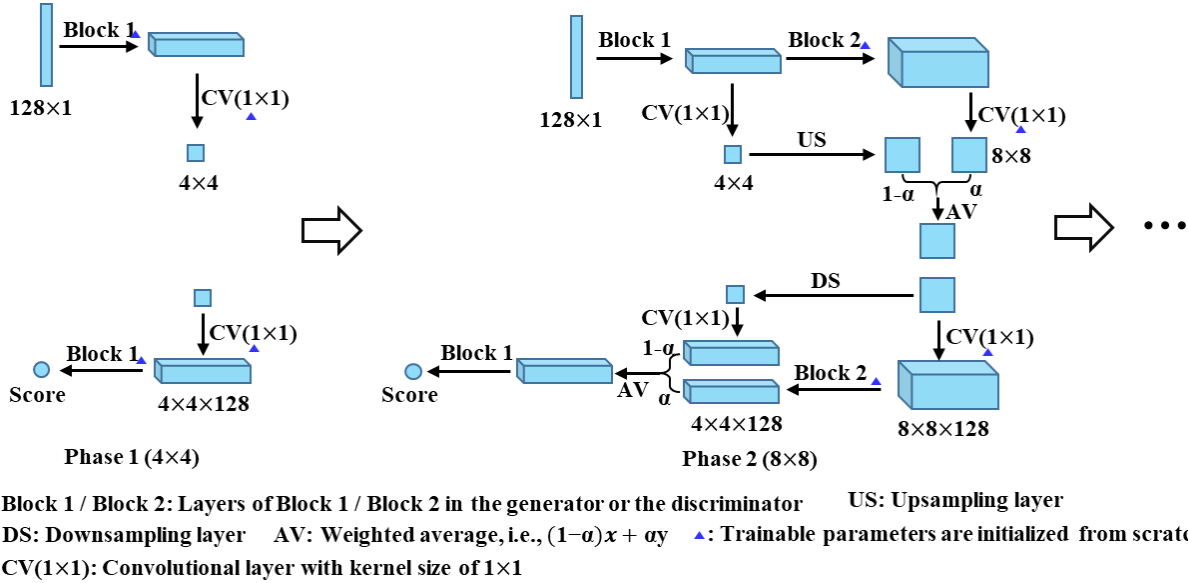 Block 1
128×1
CV(1×1)
4×4
CV(1×1)
Block 1
Score
4×4×128
Phase 1 (4×4)
Block 1
Block 2
128×1
CV(1×1)
CV(1×1)
US
8×8
4×4
1-α
α
AV
DS
CV(1×1)
CV(1×1)
1-α
Block 1
AV
α
Block 2
Score
4×4×128
8×8×128
Phase 2 (8×8)
•••
Block 1 / Block 2: Layers of Block 1 / Block 2 in the generator or the discriminator US: Upsampling layer
DS: Downsampling layer AV: Weighted average, i.e., (1−α)x + αy ▲: Trainable parameters are initialized from scratc
CV(1×1): Convolutional layer with kernel size of 1×1